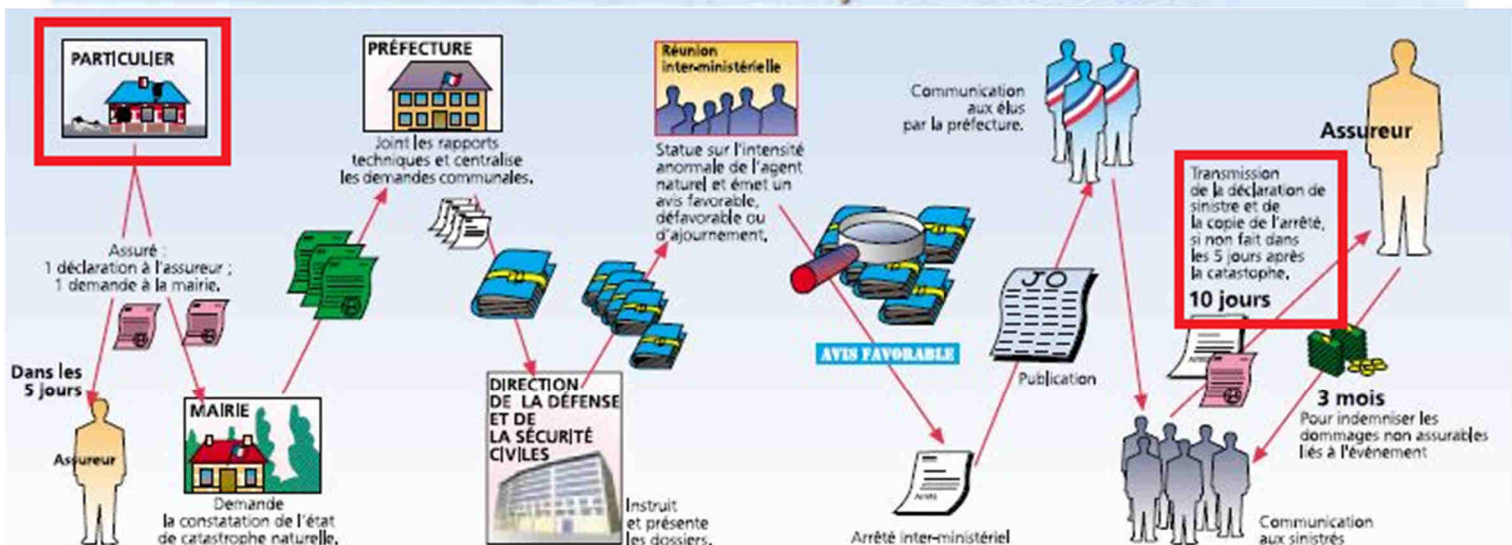 PARTICULIER
Assuré :
1 déclaration à l'assureur ;
1 demande à la mairie.
Dans les
5 jours
Assureur
MAIRIE
Demande
la constatation de l'état
de catastrophe naturelle.
PRÉFECTURE
Joint les rapports
techniques et centralise
les demandes communales.
DIRECTION
DE LA DÉFENSE
ET DE
LA SÉCURITÉ
CIVILES
Instruit
et présente
les dossiers.
Réunion
inter-ministérielle
Statue sur l'intensité
anormale de l'agent
naturel et émet un
avis favorable,
défavorable ou
d'ajournement.
AVIS FAVORABLE
Arrêté
Arrêté inter-ministériel
JO
Publication
Communication
aux élus
par la préfecture.
Communication
aux sinistrés
Transmission
de la déclaration de
sinistre et de
la copie de l'arrêté,
si non fait dans
les 5 jours après
la catastrophe.
10 jours
Assureur
3 mois
Pour indemniser les
dommages non assurables
liés à l'événement